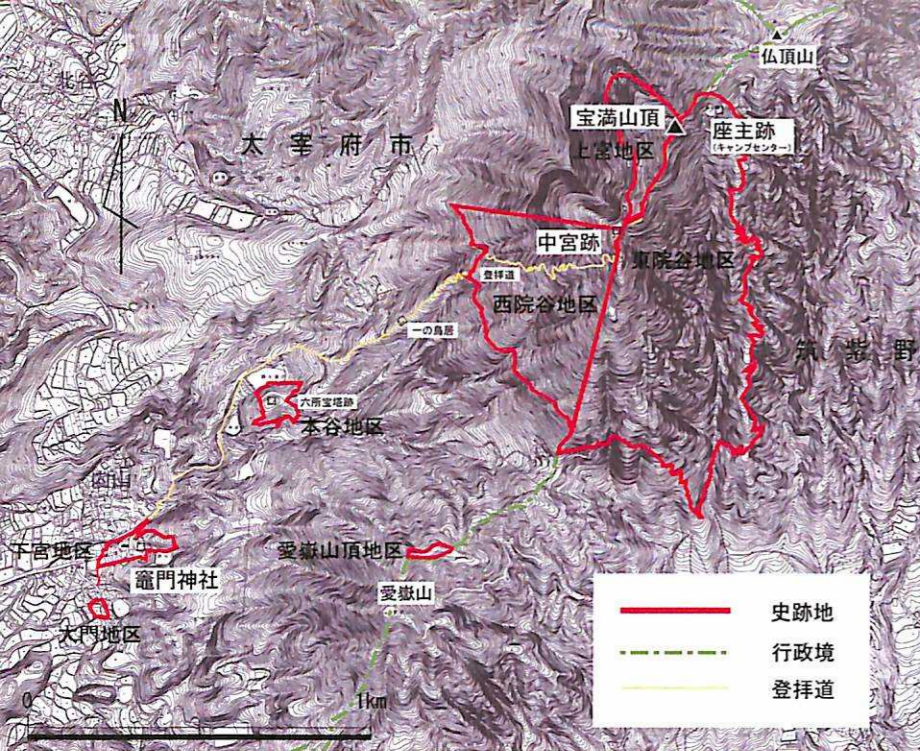 仏頂山
N
宝満山頂
太宰府市
座主跡
(キャンプセンター)
上宮地区
中宮跡
東院谷地区
登拝道
西院谷地区
一の鳥居
筑紫野
六所宝塔跡
本谷地区
内山
下宮地区
愛嶽山頂地区
竈門神社
愛嶽山
大門地区
史跡地
行政境
登拝道
0
1km